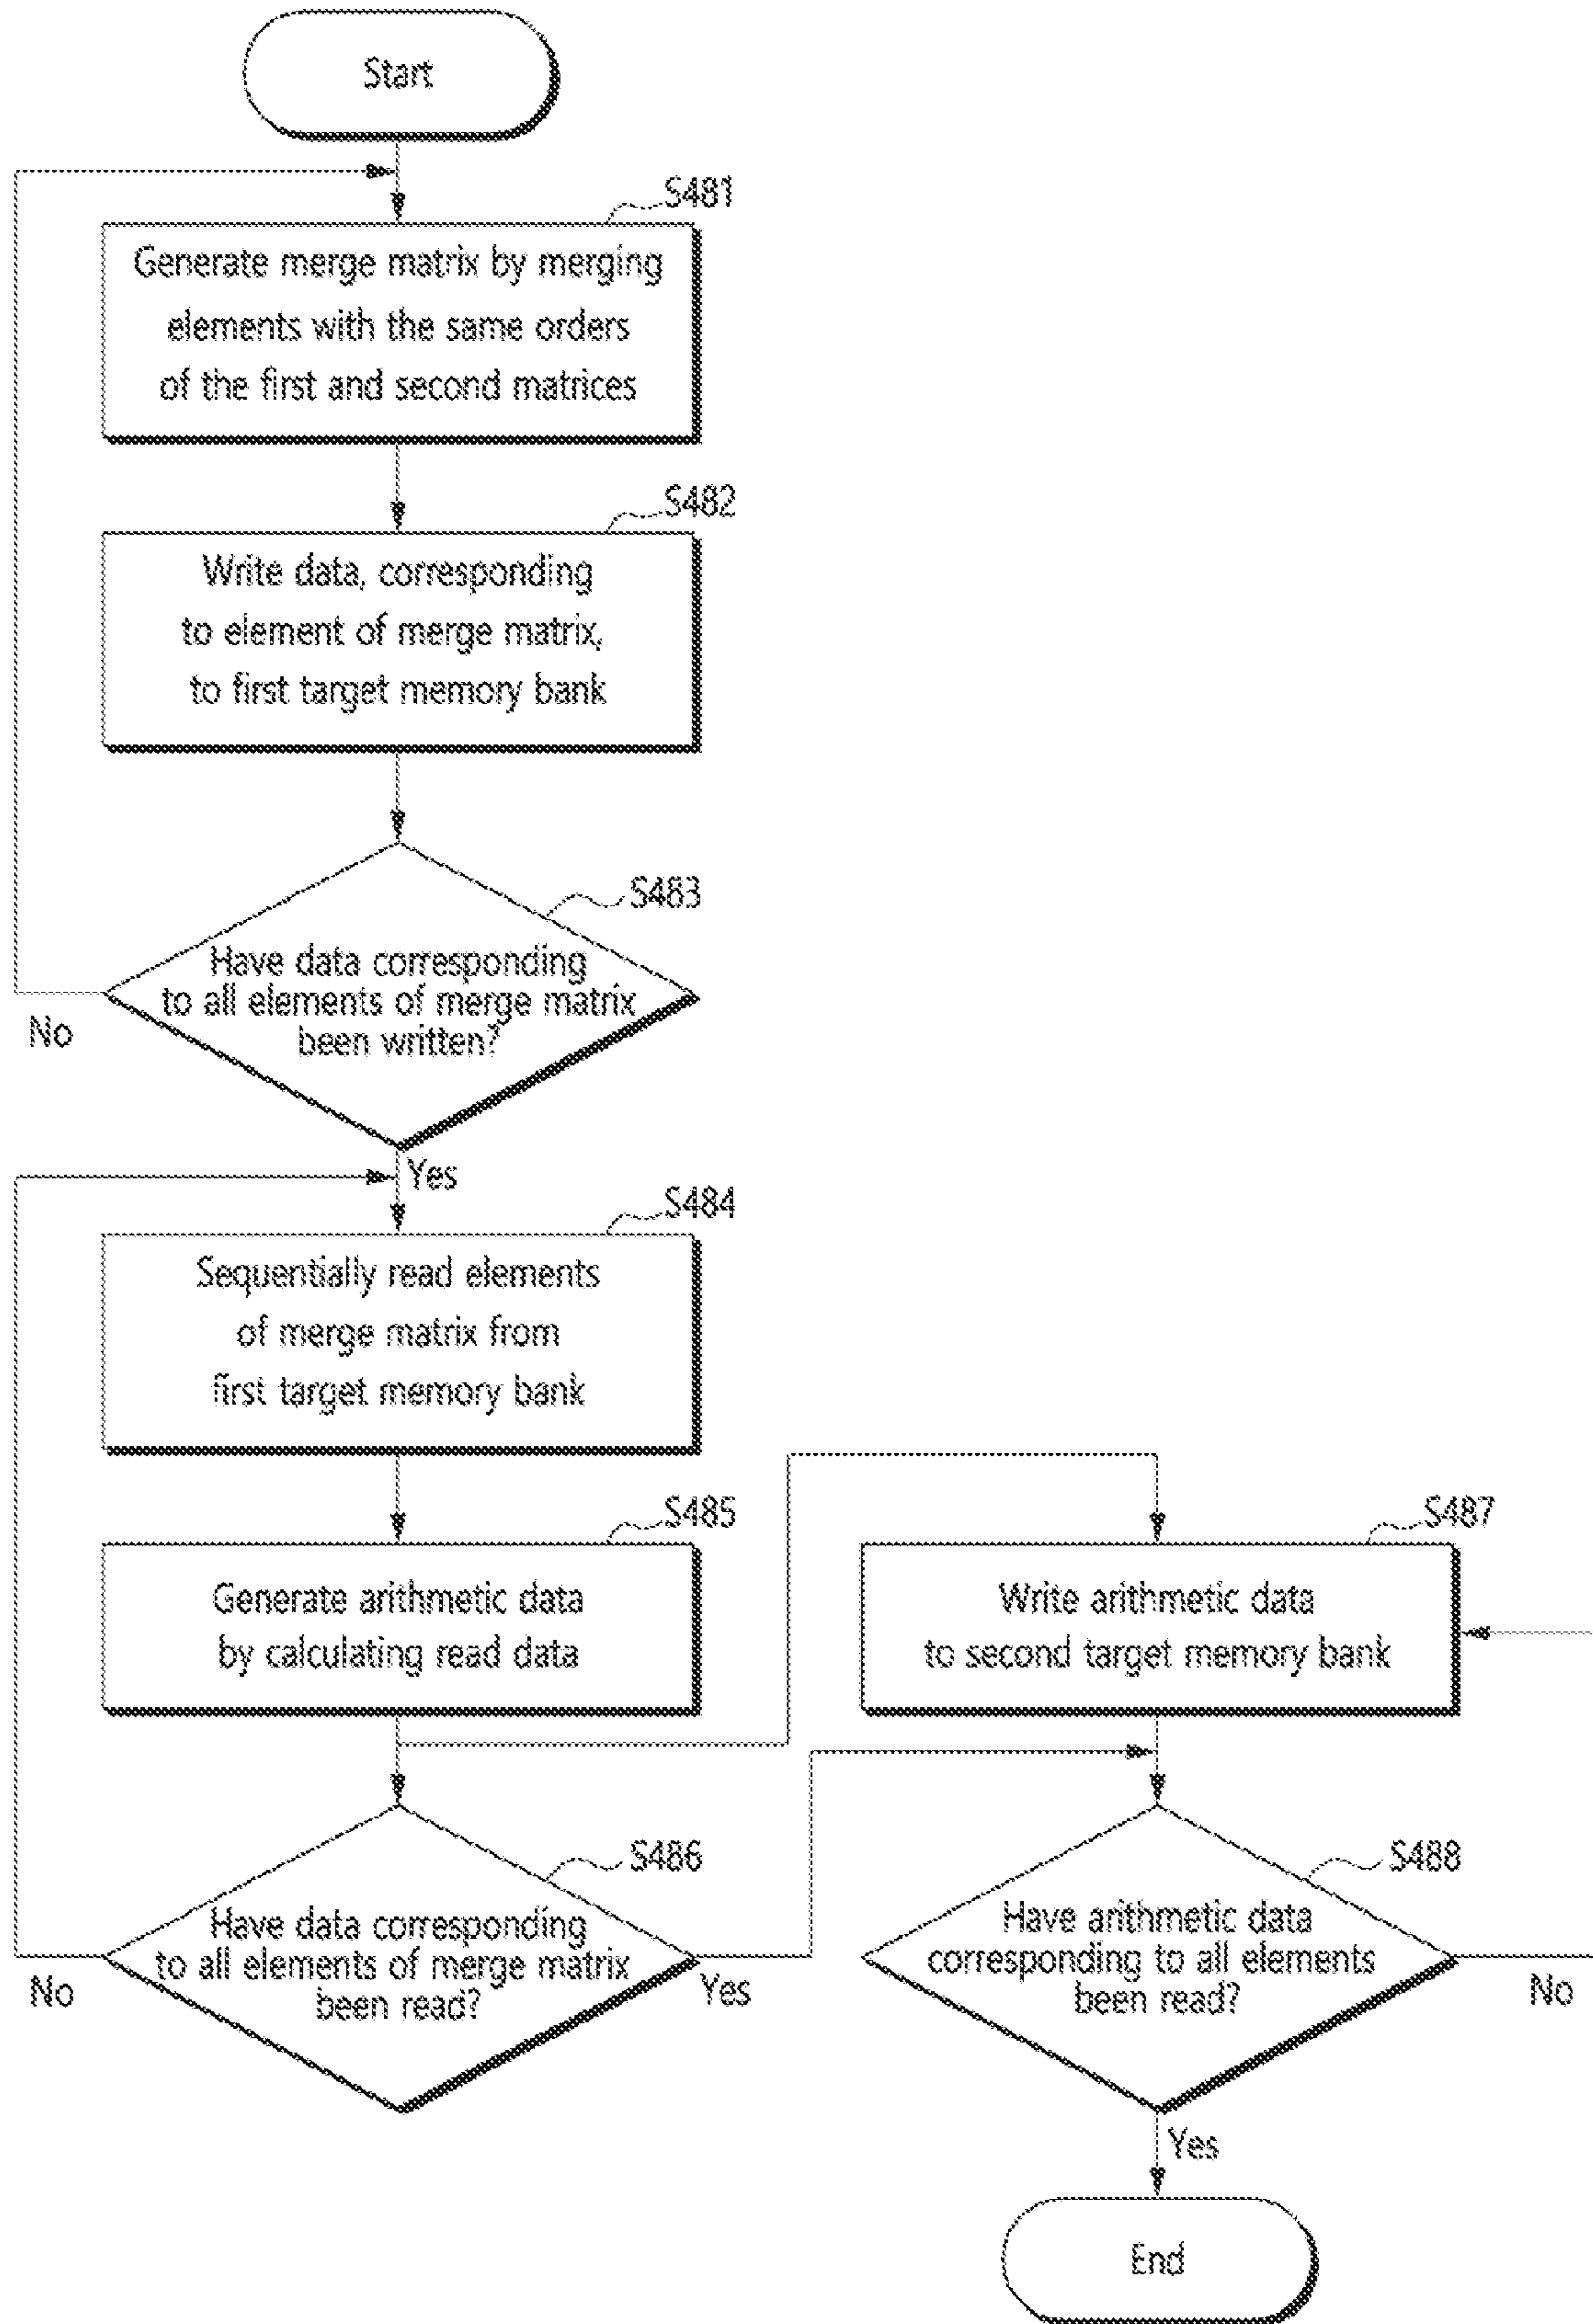 Start
S481
Generate merge matrix by merging
elements with the same orders
of the first and second matrices
S482
Write data, corresponding
to element of merge matrix,
to first target memory bank
S483
Have data corresponding
to all elements of merge matrix
been written?
No
Yes
S484
Sequentially read elements
of merge matrix from
first target memory bank
S485
Generate arithmetic data
by calculating read data
S487
Write arithmetic data
to second target memory bank
S486
Have data corresponding
to all elements of merge matrix
been read?
No
Yes
S488
Have arithmetic data
corresponding to all elements
been read?
No
Yes
End